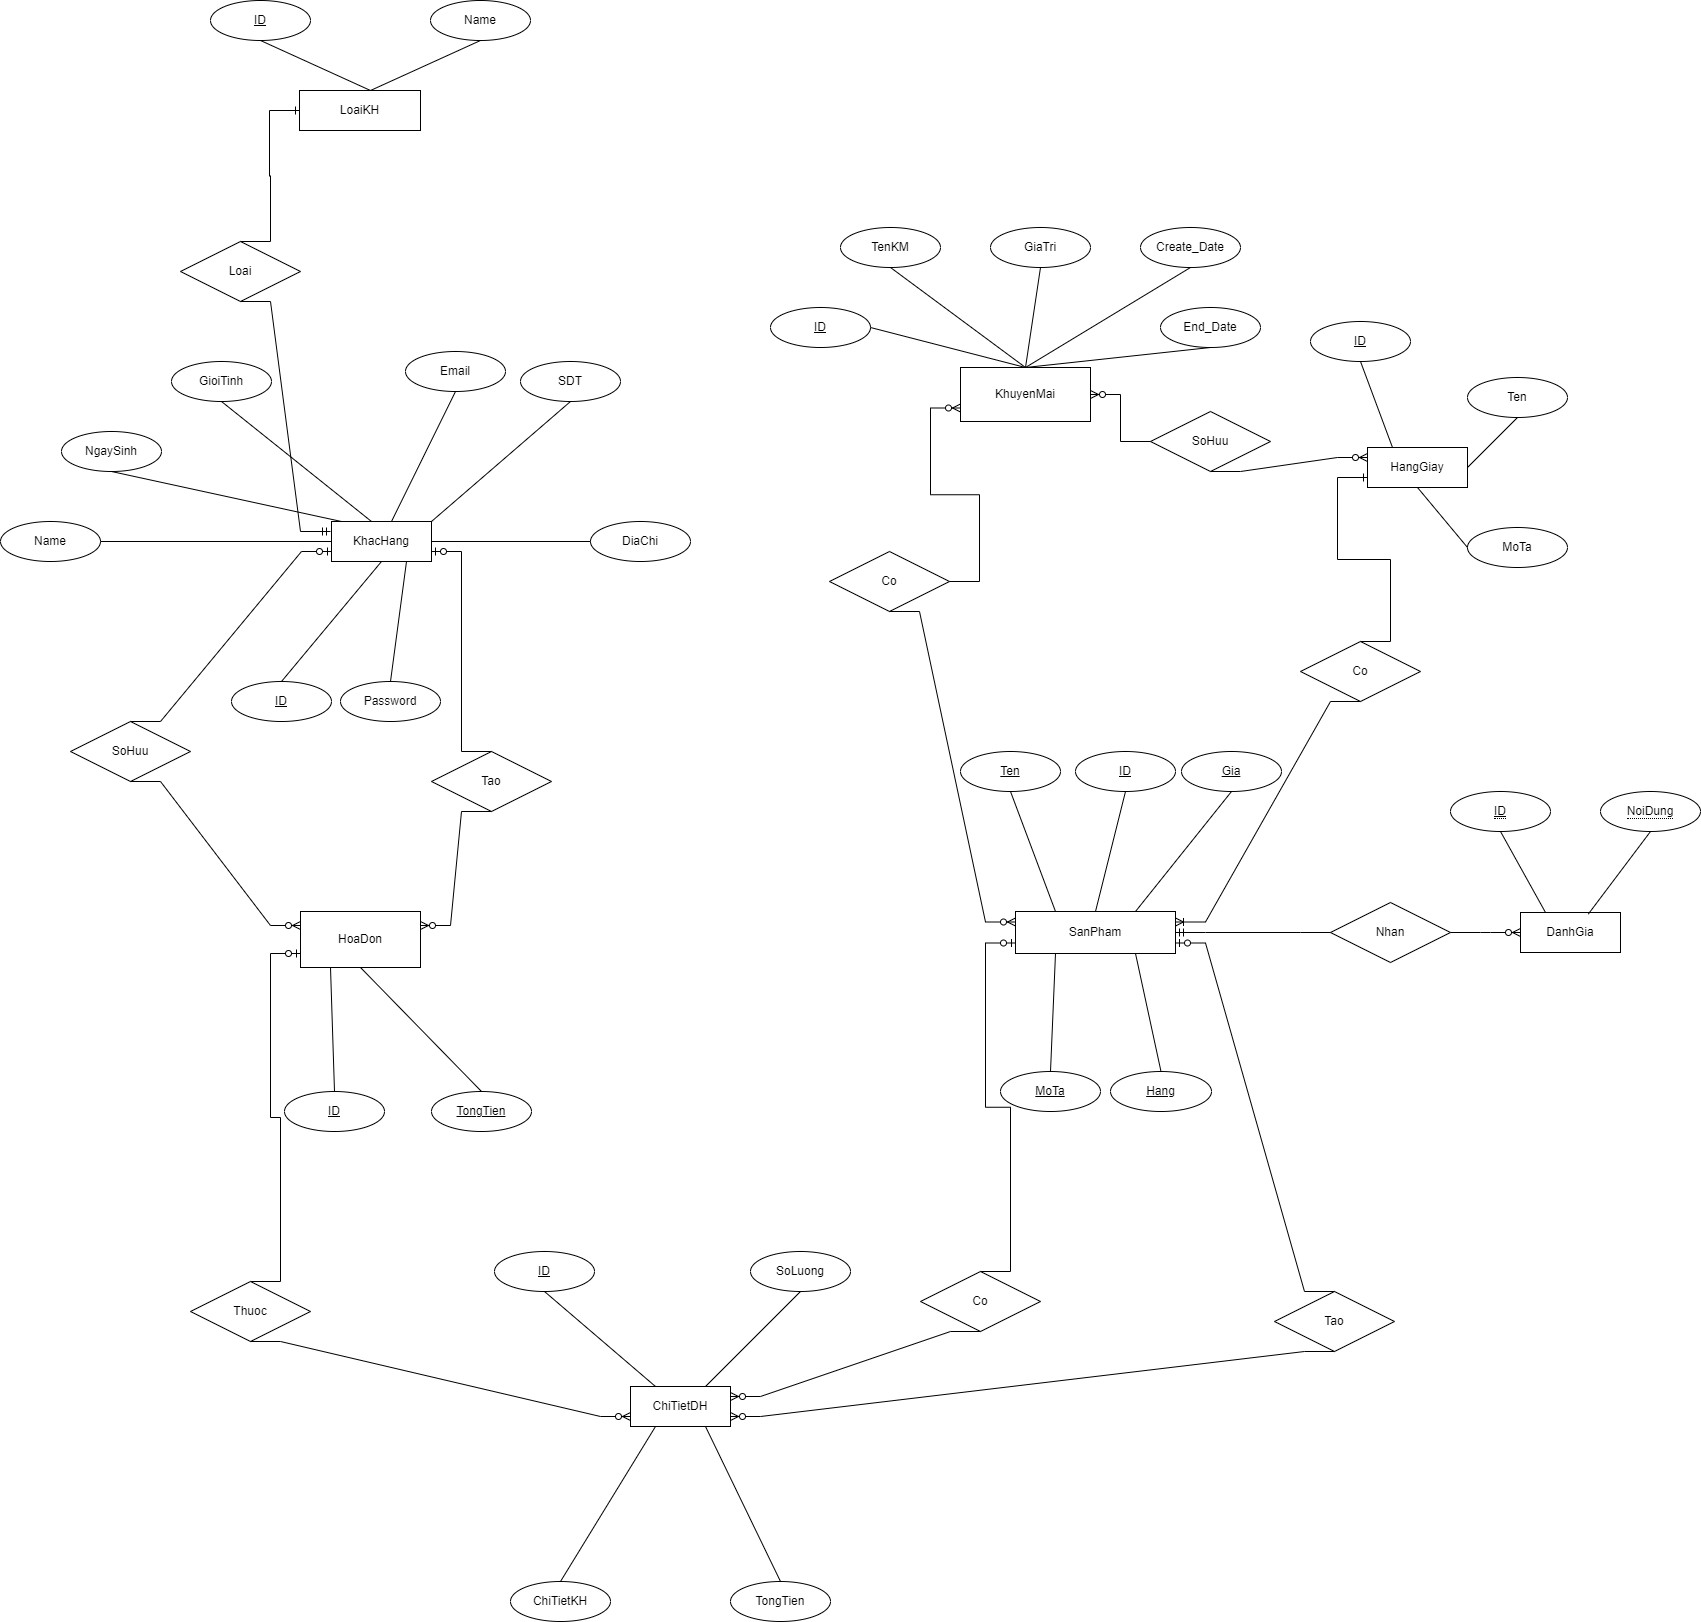 ID
Name
LoaiKH
Loai
TenKM
GiaTri
Create_Date
ID
End_Date
ID
GioiTinh
Email
SDT
KhuyenMai
Ten
NgaySinh
SoHuu
HangGiay
Name
KhacHang
DiaChi
MoTa
Co
Co
ID
Password
SoHuu
Tao
Ten
ID
Gia
ID
NoiDung
HoaDon
SanPham
Nhan
DanhGia
ID
TongTien
MoTa
Hang
ID
SoLuong
Thuoc
Co
Tao
ChiTietDH
ChiTietKH
TongTien